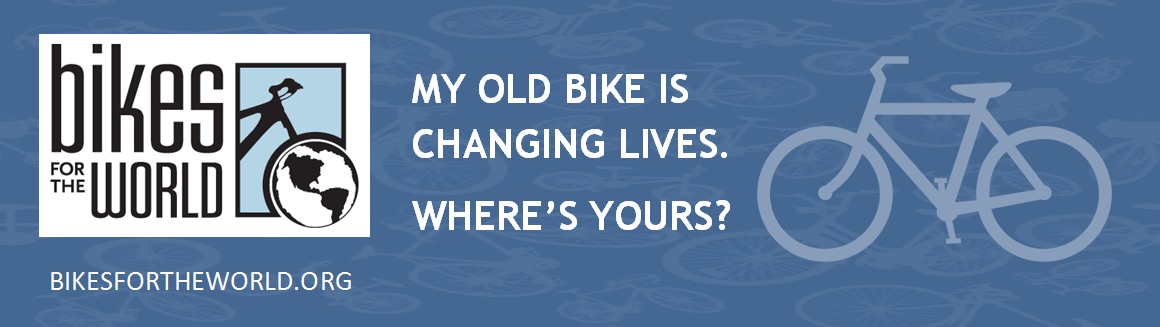 bikes
FOR
THE WORLD
MY OLD BIKE IS
CHANGING LIVES.
WHERE’S YOURS?
BIKESFORTHEWORLD.ORG